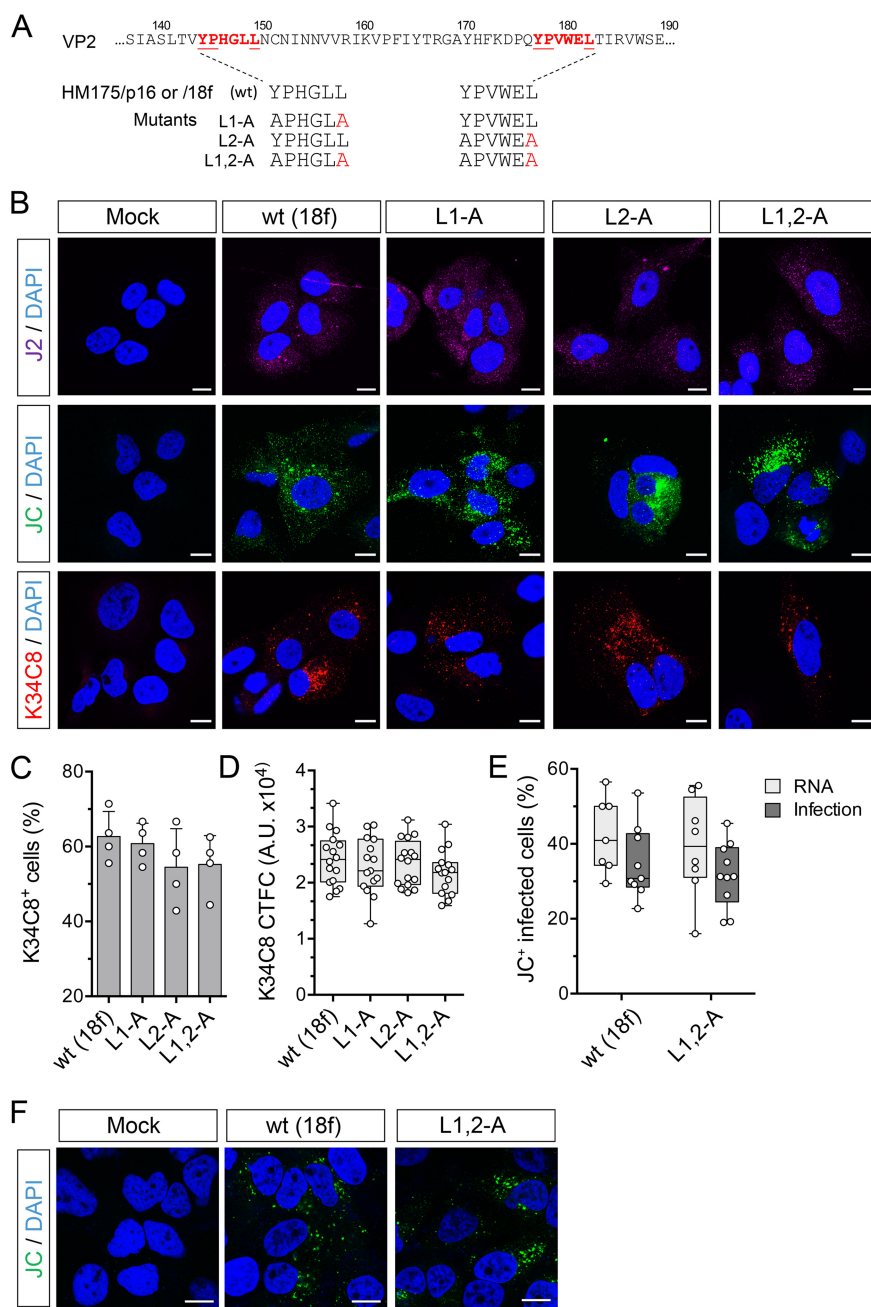 A
140 150 160 170 180 190
VP2 ...SIASLTVYPHGLLNCNINNVVRIKVPFIYTRGAYHFKDPQYPVWELTIRVWSE...
HM175/p16 or /18f (wt) YPHGLL YPVWEL
Mutants L1-A APHGLA YPVWEL
L2-A YPHGLL APVWEA
L1,2-A APHGLA APVWEA
B
Mock wt (18f) L1-A L2-A L1,2-A
J2 / DAPI
JC / DAPI
K34C8 / DAPI
C
K34C8+ cells (%)
80
60
40
20
wt (18f) L1-A L2-A L1,2-A
D
K34C8 CTFC (A.U. x10⁴)
4
3
2
1
0
wt (18f) L1-A L2-A L1,2-A
E
JC+ infected cells (%)
60
40
20
0
wt (18f) L1,2-A
RNA
Infection
F
Mock wt (18f) L1,2-A
JC / DAPI